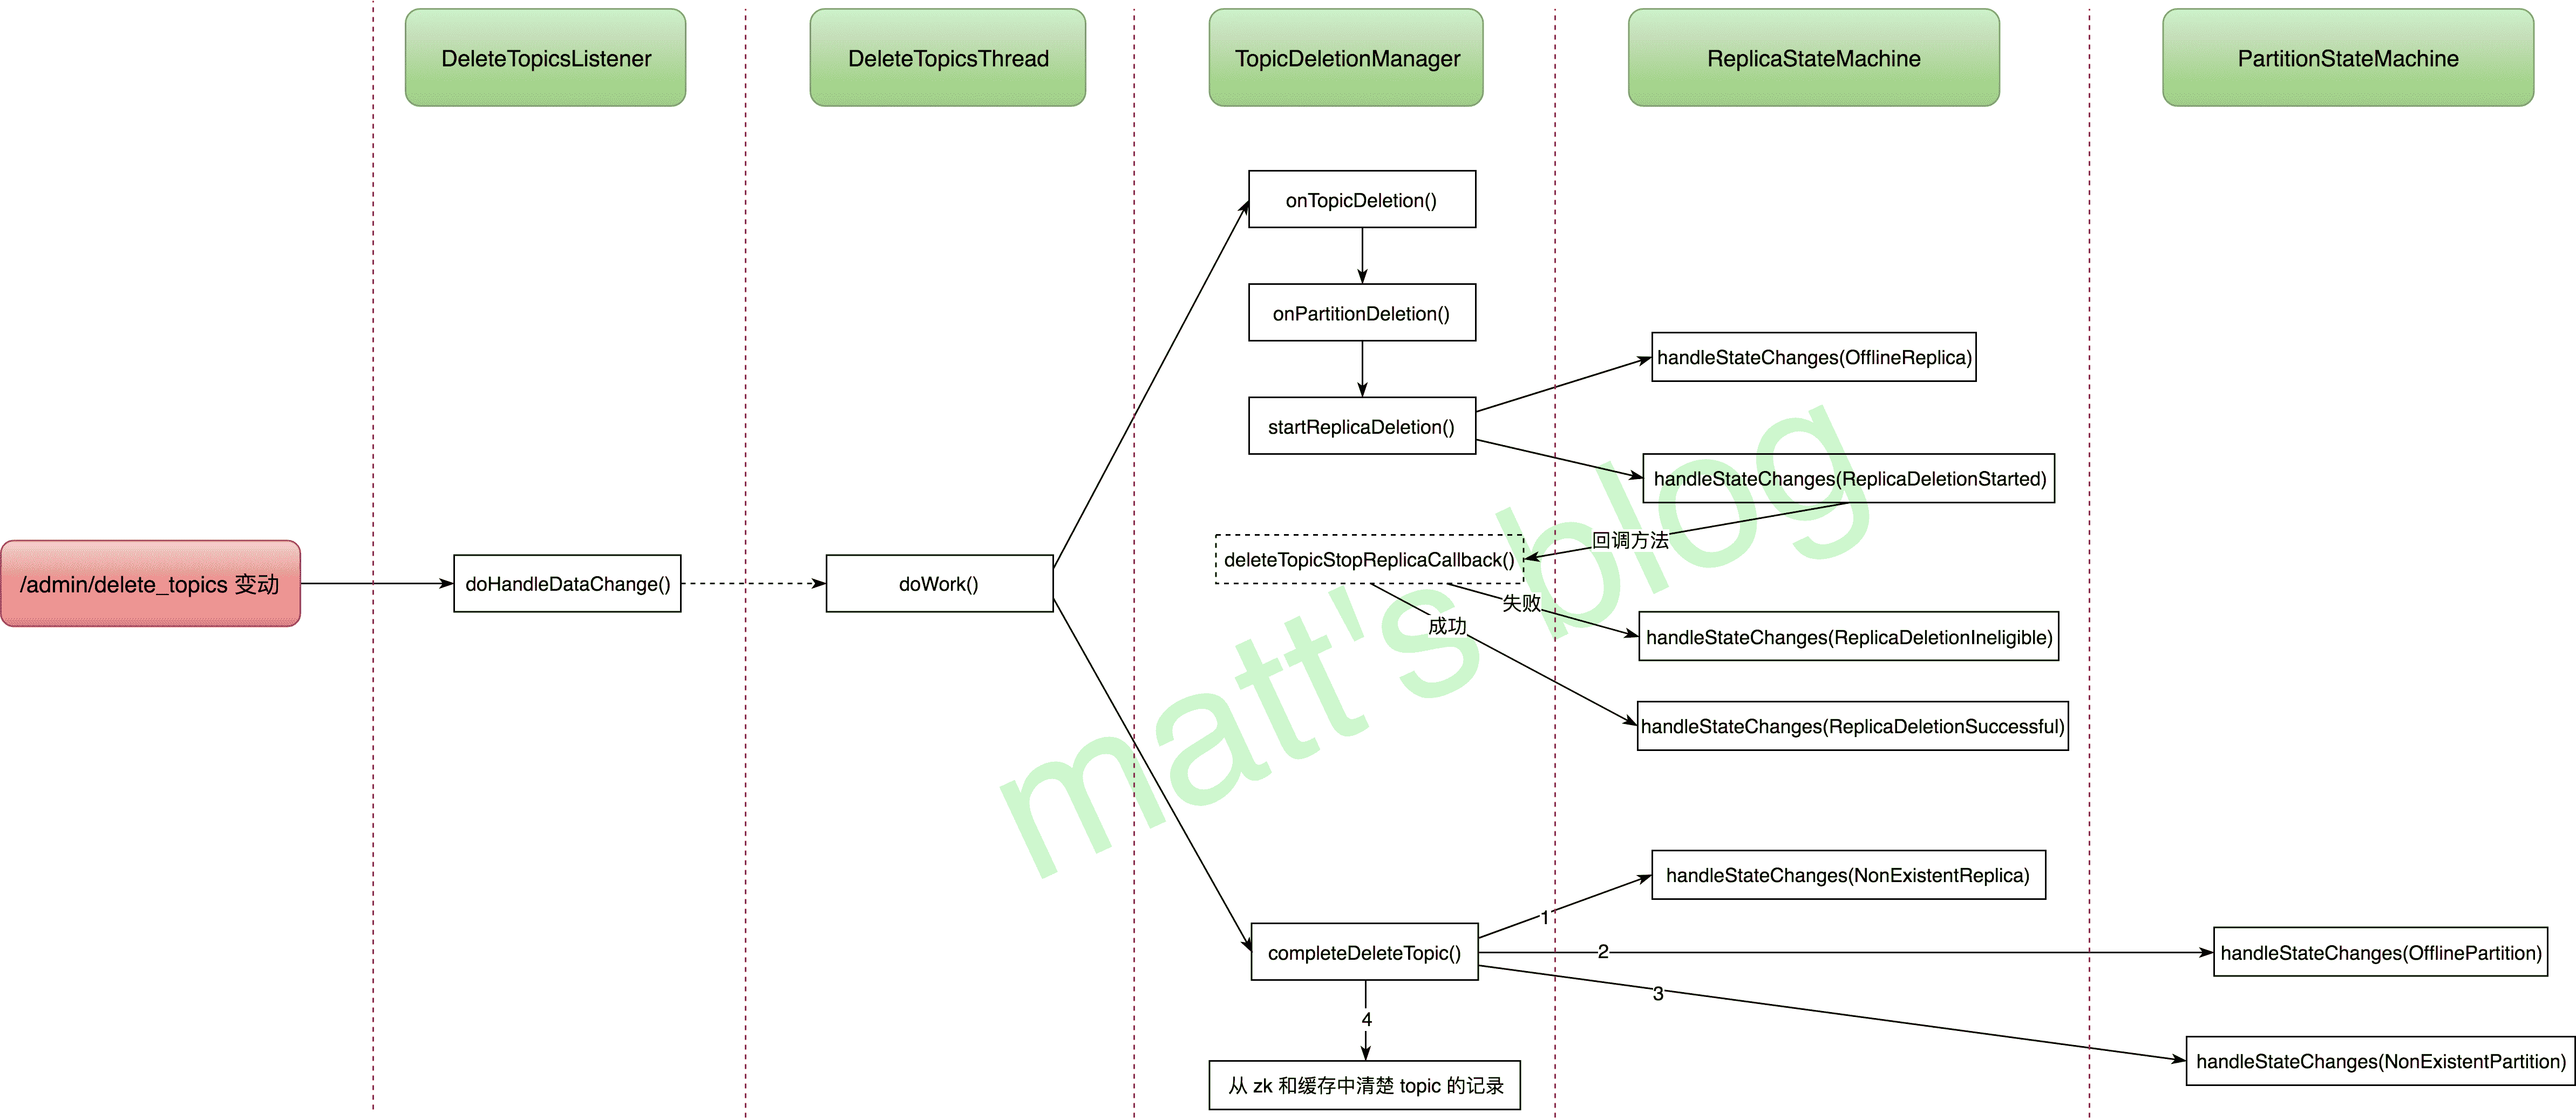 DeleteTopicsListener
DeleteTopicsThread
TopicDeletionManager
ReplicaStateMachine
PartitionStateMachine
onTopicDeletion()
onPartitionDeletion()
handleStateChanges(OfflineReplica)
startReplicaDeletion()
handleStateChanges(ReplicaDeletionStarted)
回调方法
deleteTopicStopReplicaCallback()
/admin/delete_topics 变动
doHandleDataChange()
doWork()
失败
成功
handleStateChanges(ReplicaDeletionIneligible)
handleStateChanges(ReplicaDeletionSuccessful)
matt's blog
handleStateChanges(NonExistentReplica)
1
completeDeleteTopic()
2
handleStateChanges(OfflinePartition)
3
4
handleStateChanges(NonExistentPartition)
从 zk 和缓存中清楚 topic 的记录